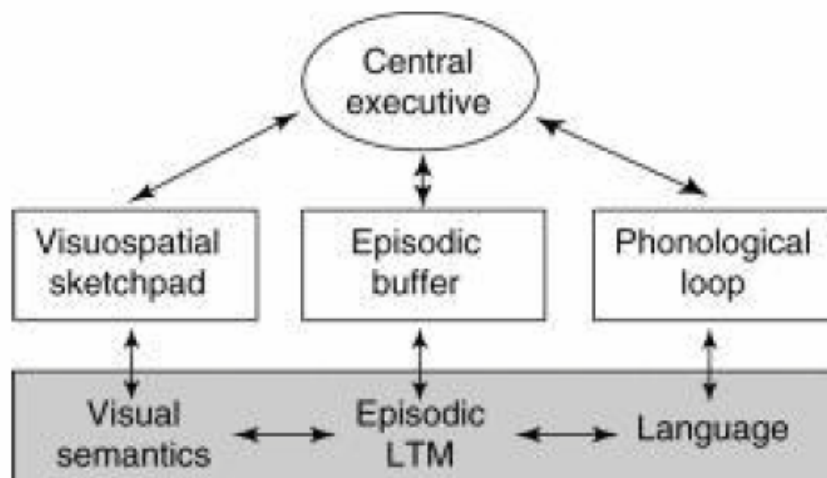 Central
executive
Visuospatial
sketchpad
Episodic
buffer
Phonological
loop
Visual
semantics
Episodic
LTM
Language